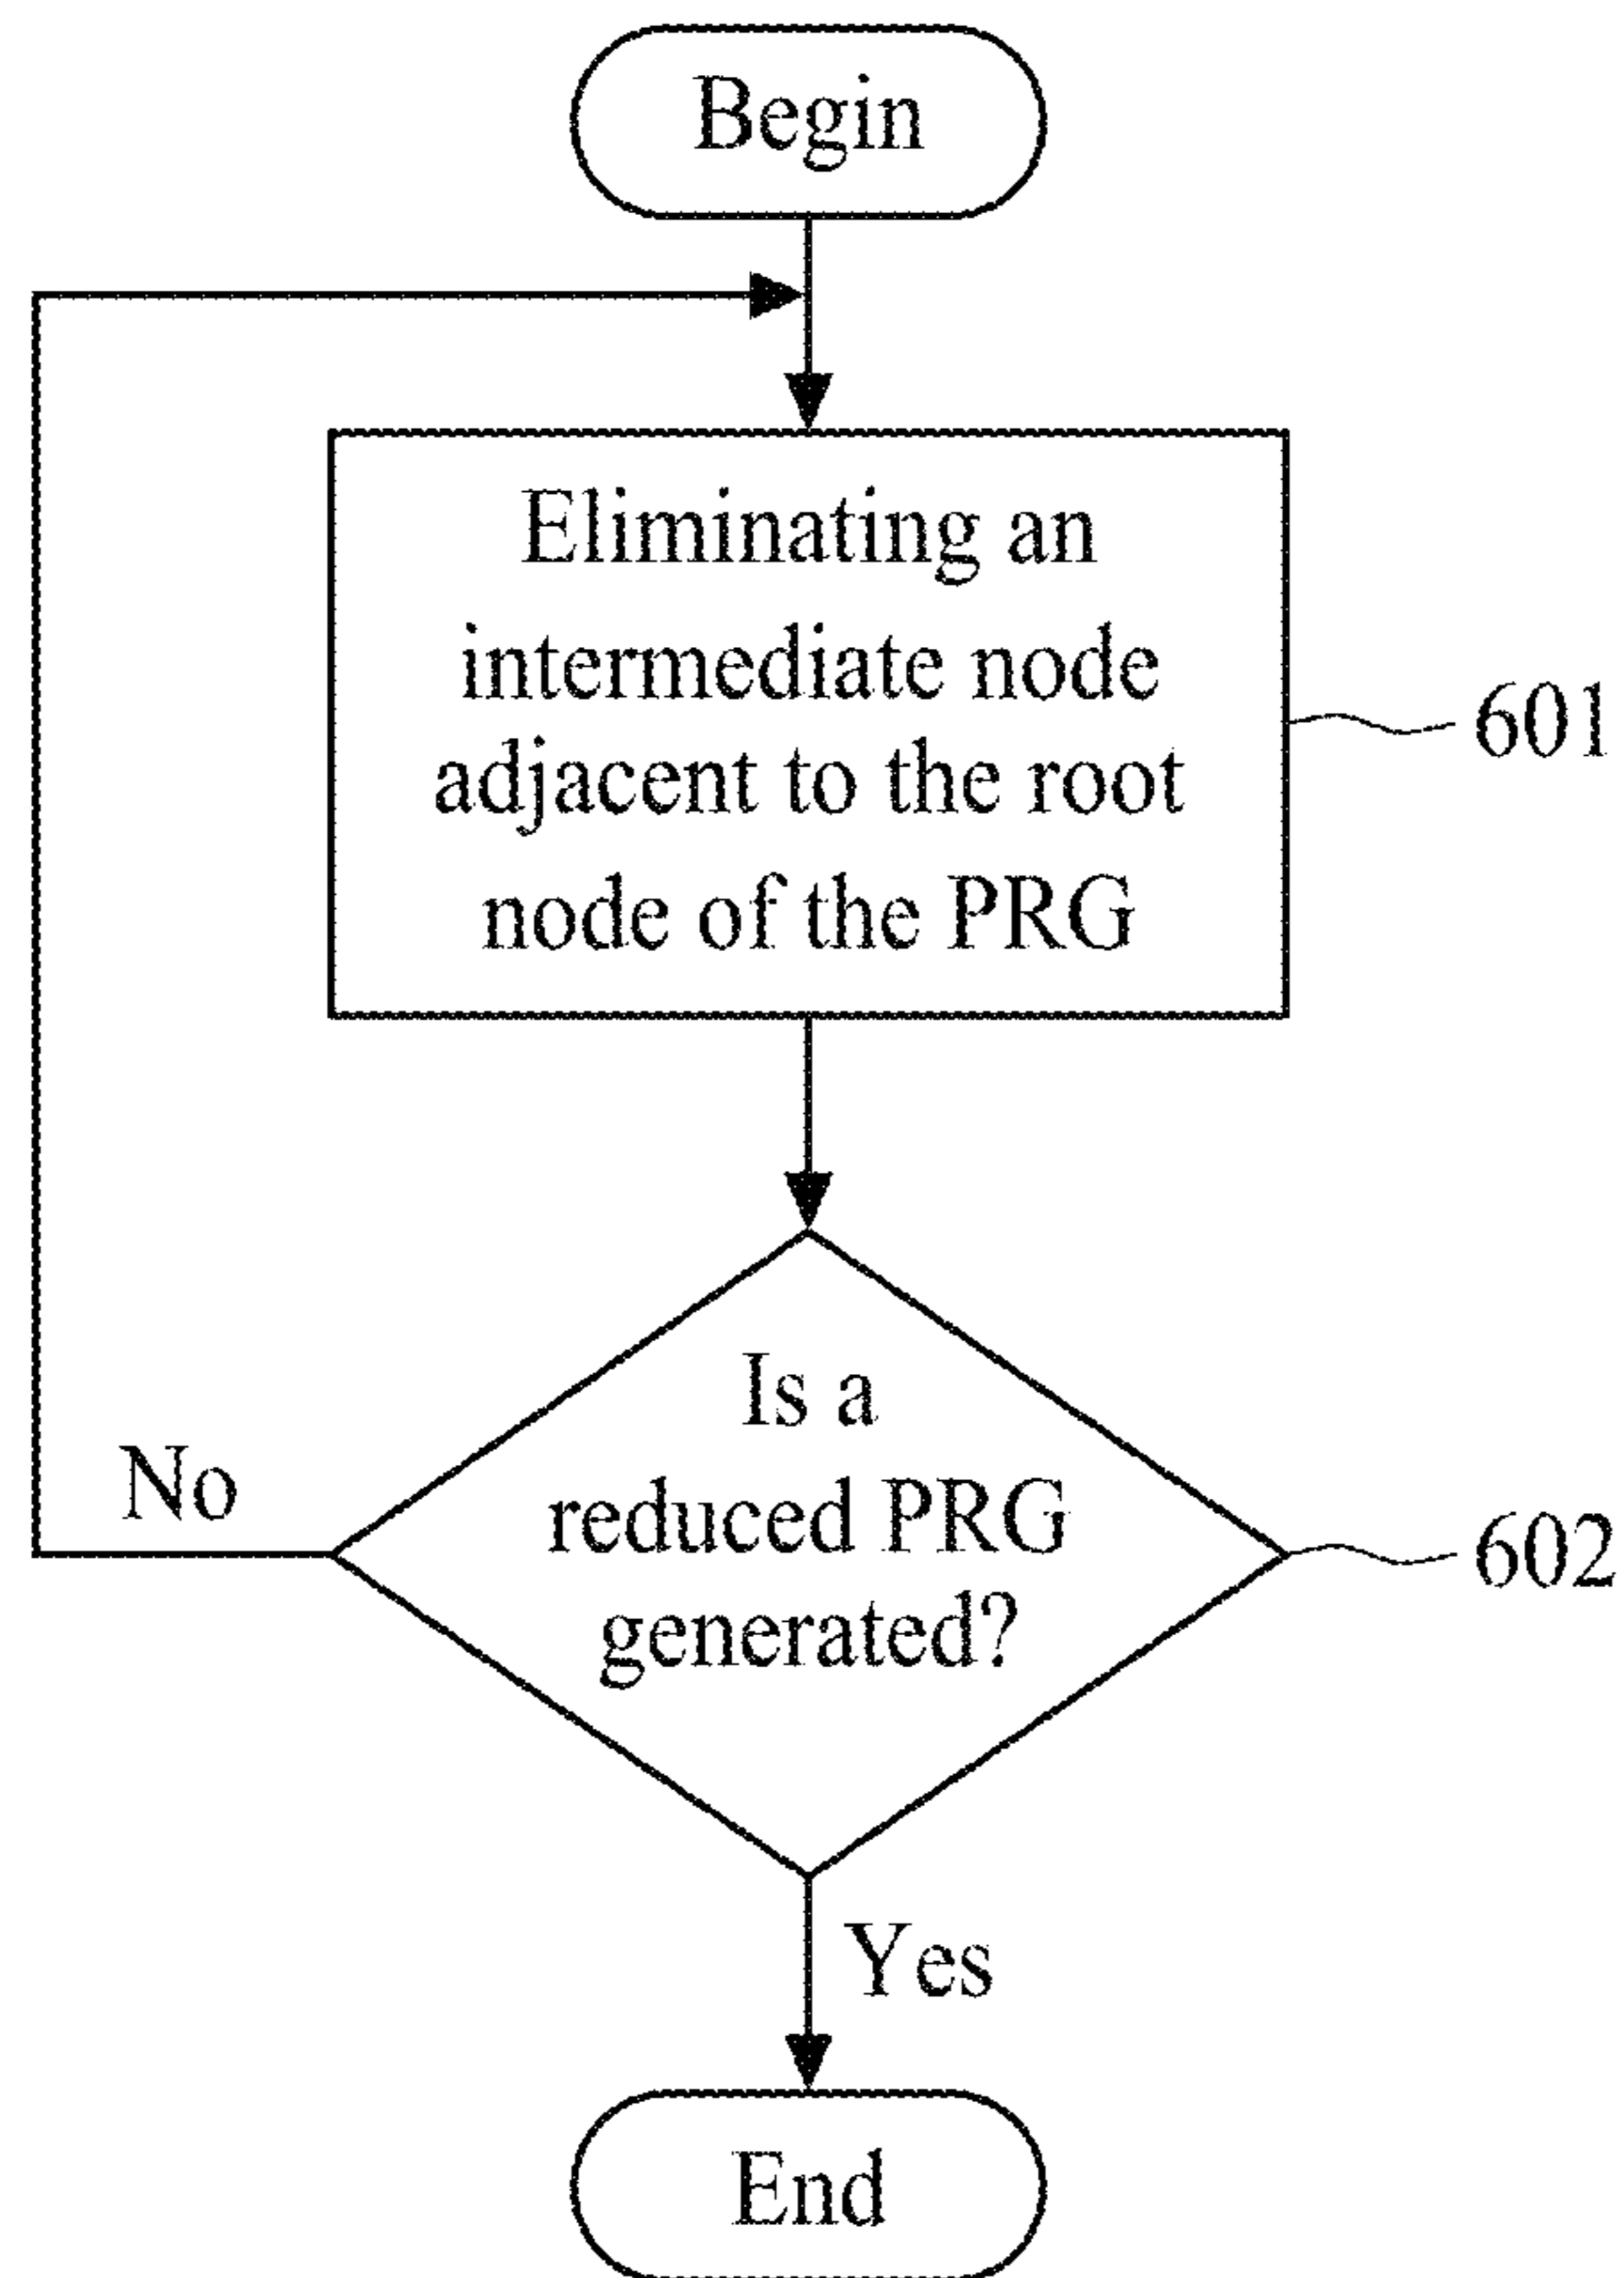 Begin
Eliminating an
intermediate node
adjacent to the root
node of the PRG
601
Is a
reduced PRG
generated?
602
No
Yes
End